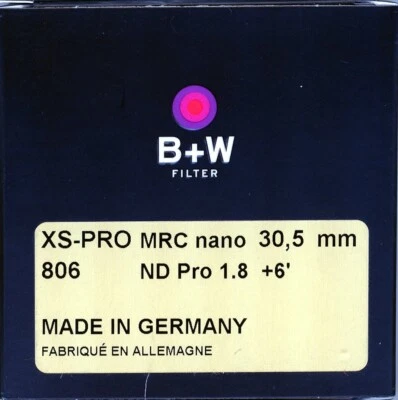 B+W
FILTER
XS-PRO MRC nano 30,5 mm
806 ND Pro 1.8 +6'
MADE IN GERMANY
FABRIQUÉ EN ALLEMAGNE